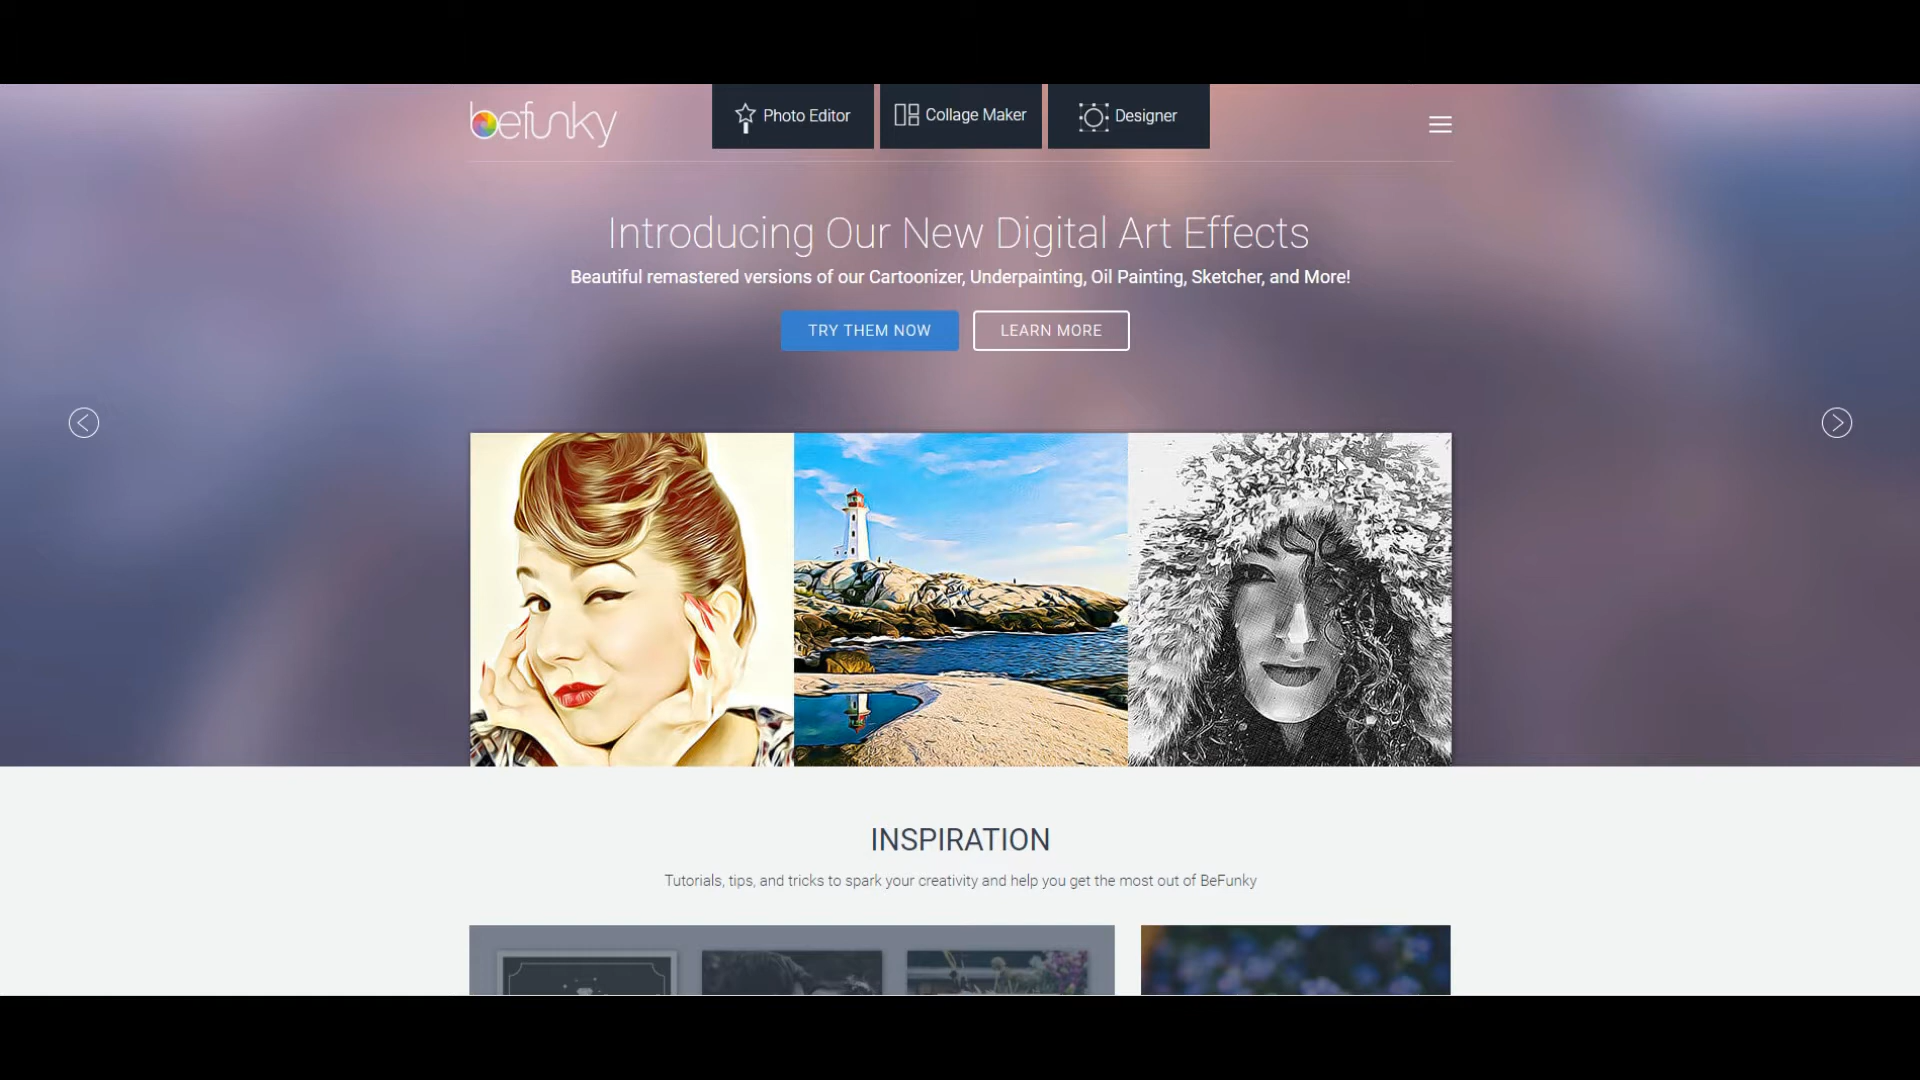 befunky
Photo Editor
Collage Maker
Designer
Introducing Our New Digital Art Effects
Beautiful remastered versions of our Cartoonizer, Underpainting, Oil Painting, Sketcher, and More!
TRY THEM NOW
LEARN MORE
INSPIRATION
Tutorials, tips, and tricks to spark your creativity and help you get the most out of BeFunky